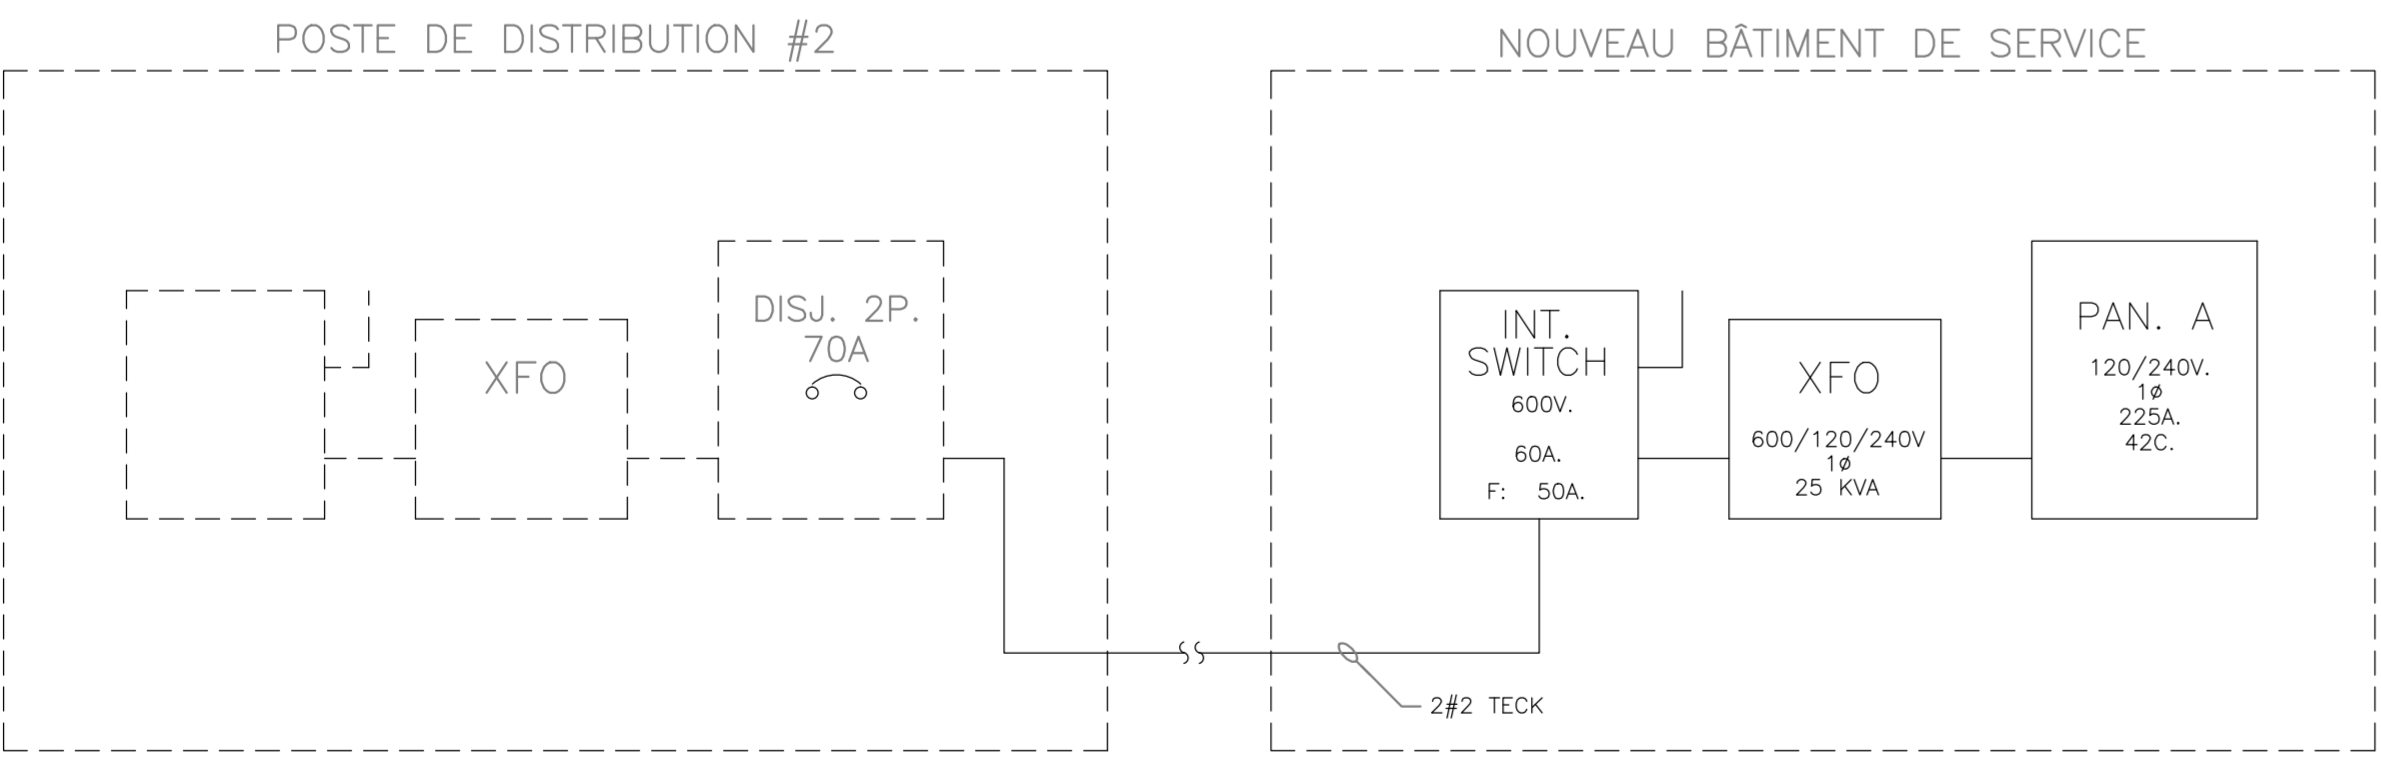 POSTE DE DISTRIBUTION #2
NOUVEAU BÂTIMENT DE SERVICE
XFO
DISJ. 2P.
70A
INT.
SWITCH
600V.
60A.
F: 50A.
XFO
600/120/240V
1ø
25 KVA
PAN. A
120/240V.
1ø
225A.
42C.
2#2 TECK